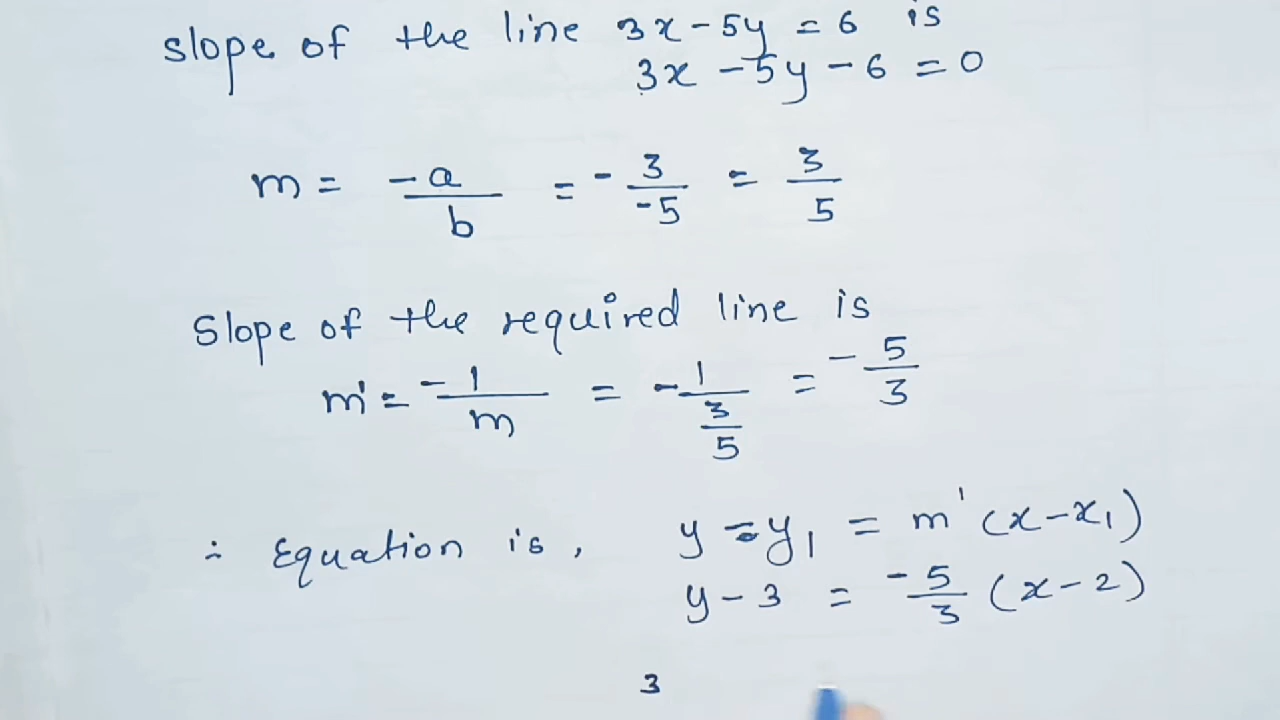 slope of the line 3x - 5y = 6 is
3x - 5y - 6 = 0
m = -a/b = - 3/-5 = 3/5
Slope of the required line is
m' = -1/m = -1/(3/5) = -5/3
∴ Equation is, y - y₁ = m'(x - x₁)
y - 3 = -5/3 (x - 2)
3